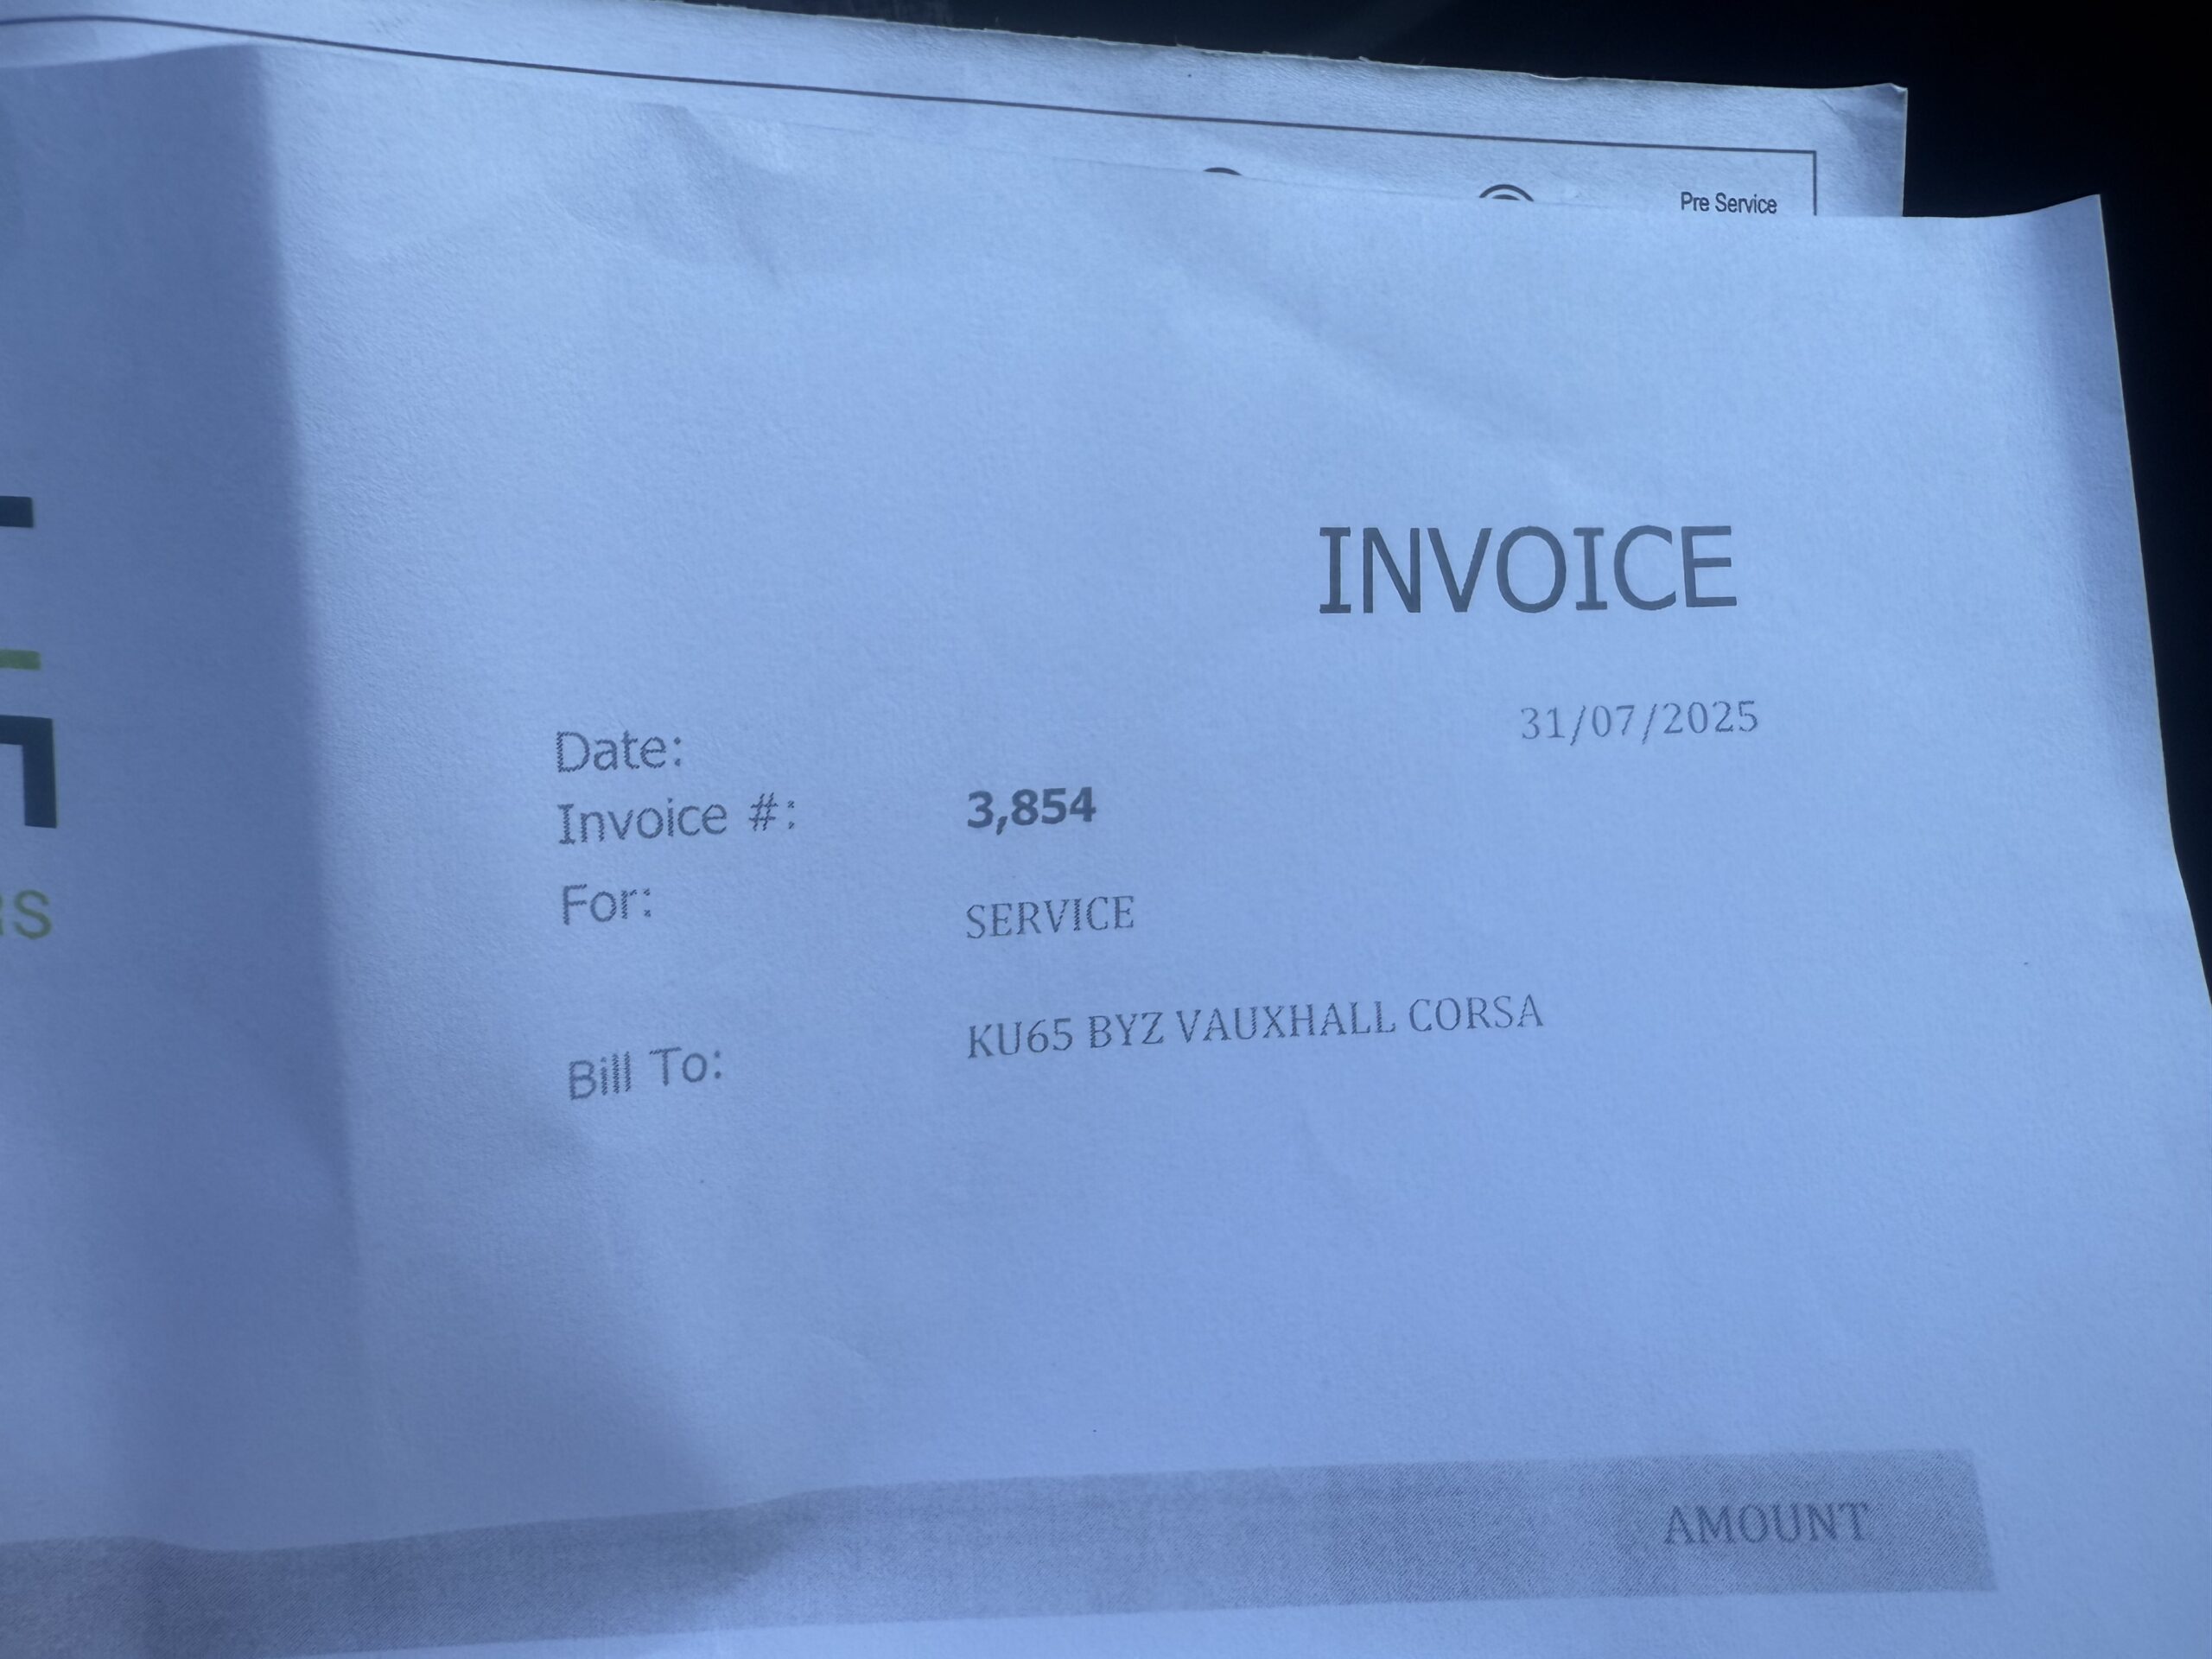 Pre Service
INVOICE
Date: 31/07/2025
Invoice #: 3,854
For: SERVICE
Bill To: KU65 BYZ VAUXHALL CORSA
AMOUNT